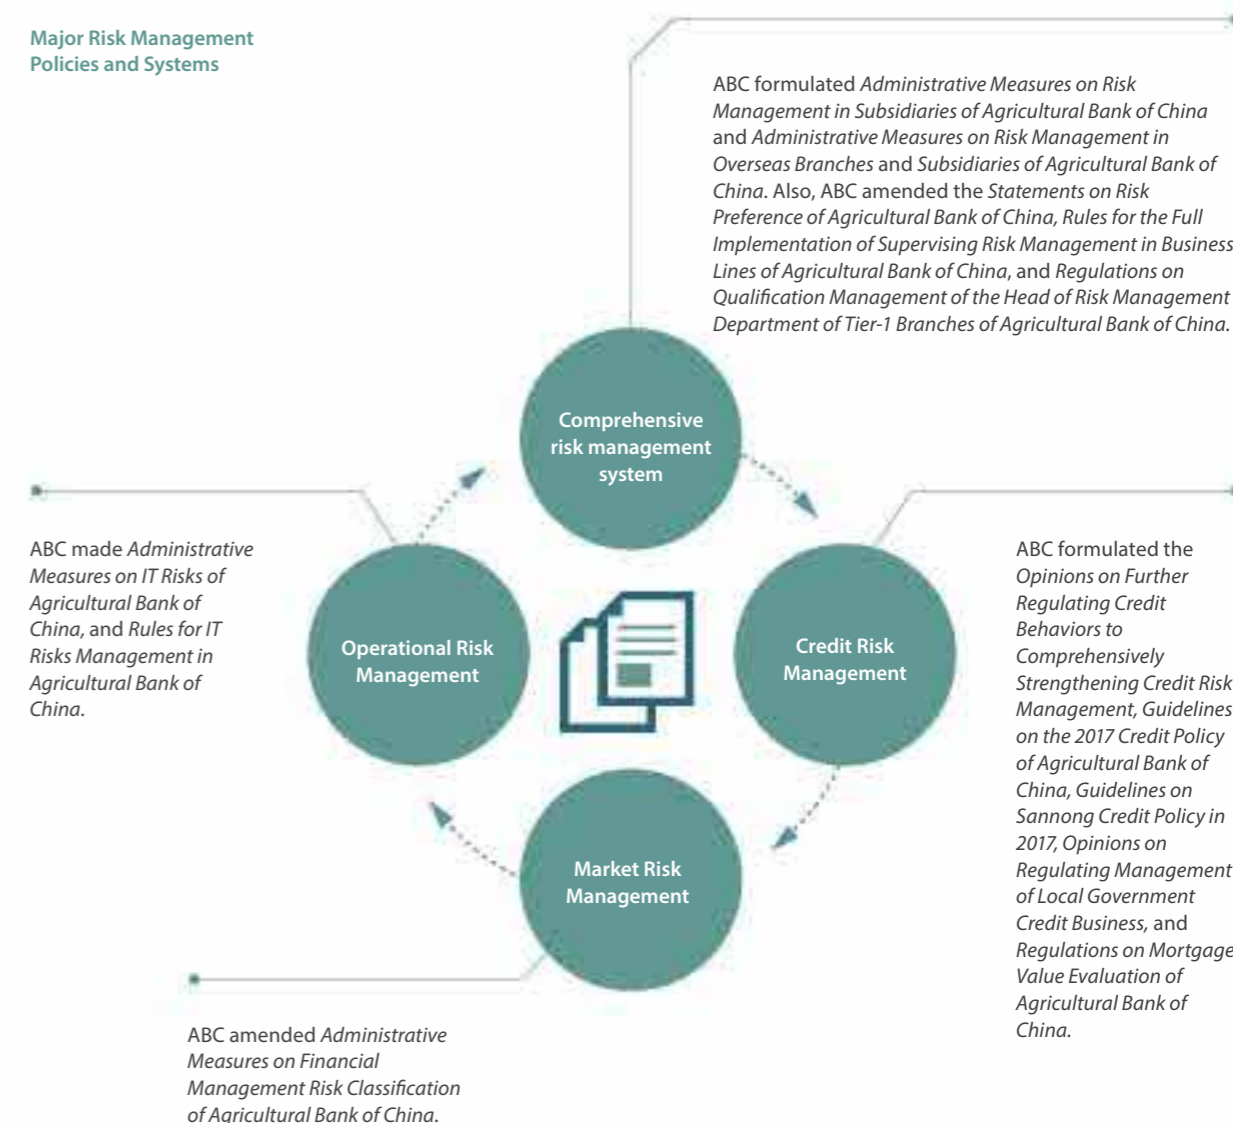 Major Risk Management
Policies and Systems
ABC formulated Administrative Measures on Risk
Management in Subsidiaries of Agricultural Bank of China
and Administrative Measures on Risk Management in
Overseas Branches and Subsidiaries of Agricultural Bank of
China. Also, ABC amended the Statements on Risk
Preference of Agricultural Bank of China, Rules for the Full
Implementation of Supervising Risk Management in Business
Lines of Agricultural Bank of China, and Regulations on
Qualification Management of the Head of Risk Management
Department of Tier-1 Branches of Agricultural Bank of China.
Comprehensive
risk management
system
ABC made Administrative
Measures on IT Risks of
Agricultural Bank of
China, and Rules for IT
Risks Management in
Agricultural Bank of
China.
Operational Risk
Management
Credit Risk
Management
ABC formulated the
Opinions on Further
Regulating Credit
Behaviors to
Comprehensively
Strengthening Credit Risk
Management, Guidelines
on the 2017 Credit Policy
of Agricultural Bank of
China, Guidelines on
Sannong Credit Policy in
2017, Opinions on
Regulating Management
of Local Government
Credit Business, and
Regulations on Mortgage
Value Evaluation of
Agricultural Bank of
China.
Market Risk
Management
ABC amended Administrative
Measures on Financial
Management Risk Classification
of Agricultural Bank of China.